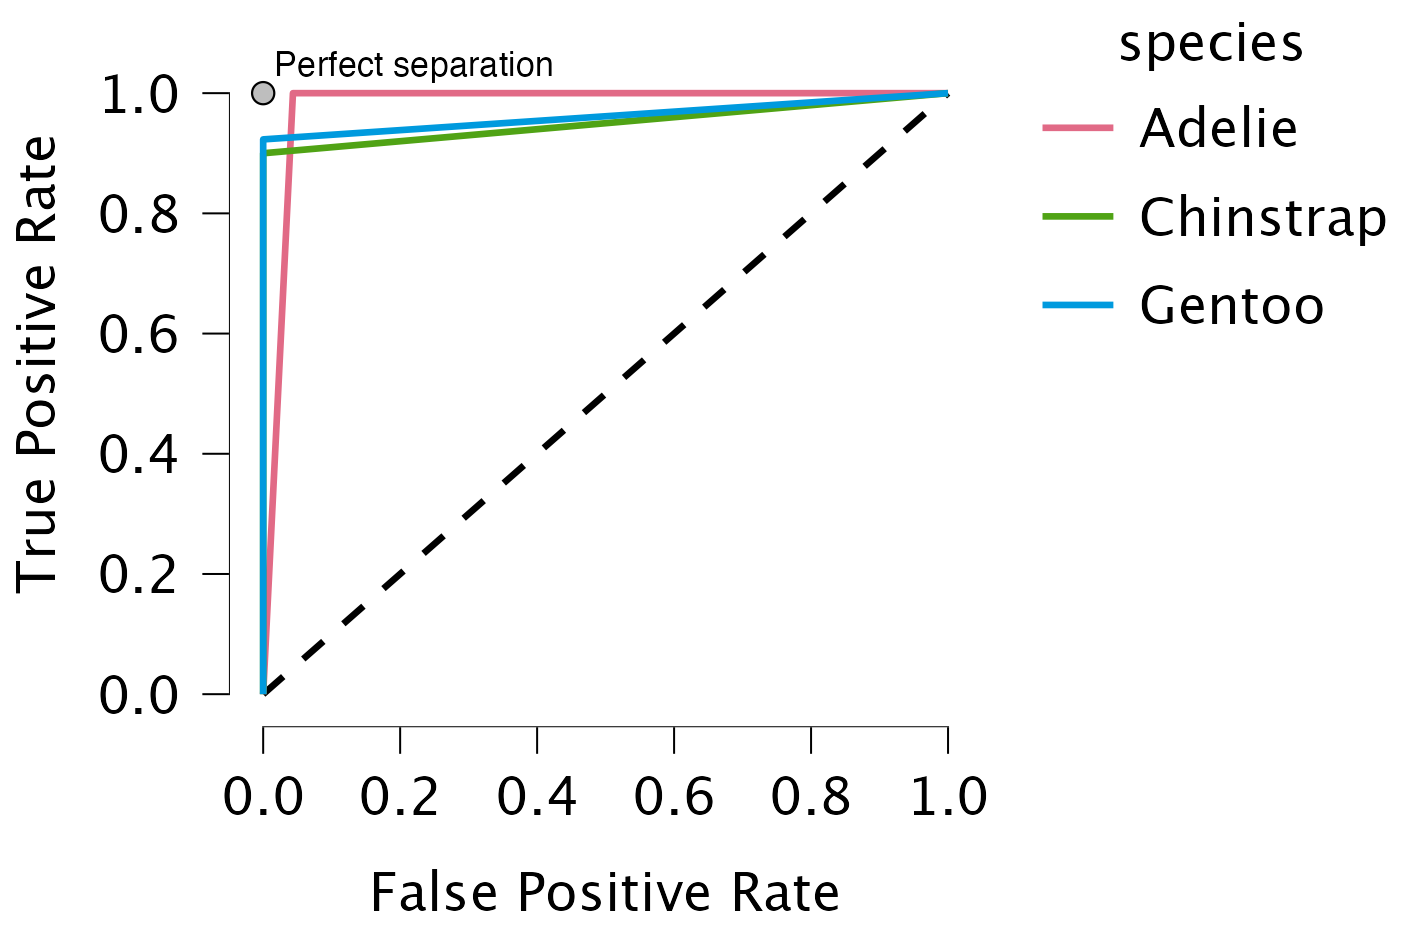 Perfect separation
True Positive Rate
1.0
0.8
0.6
0.4
0.2
0.0
0.0 0.2 0.4 0.6 0.8 1.0
False Positive Rate
species
Adelie
Chinstrap
Gentoo